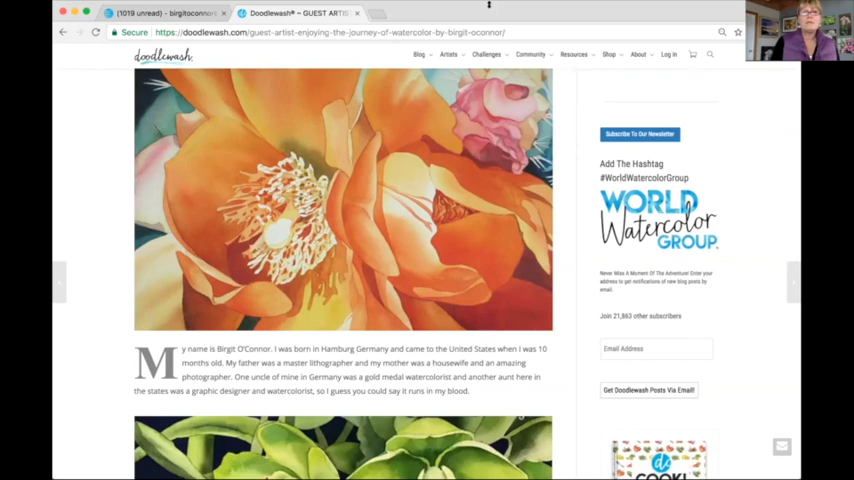 (1019 unread) - birgitoconnor
Doodlewash® – GUEST ARTIS
Secure https://doodlewash.com/guest-artist-enjoying-the-journey-of-watercolor-by-birgit-oconnor/
doodlewash.
Blog Artists Challenges Community Resources Shop About Log In
Subscribe To Our Newsletter
Add The Hashtag
#WorldWatercolorGroup
WORLD
Watercolor
GROUP
Never Miss A Moment Of The Adventure! Enter your
address to get notifications of new blog posts by
email.
Join 21,863 other subscribers
Email Address
Get Doodlewash Posts Via Email!
My name is Birgit O'Connor. I was born in Hamburg Germany and came to the United States when I was 10
months old. My father was a master lithographer and my mother was a housewife and an amazing
photographer. One uncle of mine in Germany was a gold medal watercolorist and another aunt here in
the states was a graphic designer and watercolorist, so I guess you could say it runs in my blood.
do
COOK!